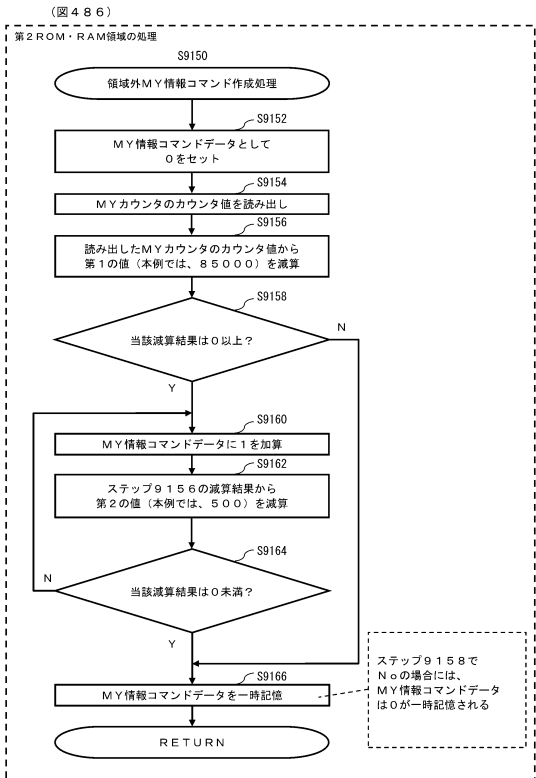 （図４８６）
第２ＲＯＭ・ＲＡＭ領域の処理
S9150
領域外ＭＹ情報コマンド作成処理
S9152
ＭＹ情報コマンドデータとして
０をセット
S9154
ＭＹカウンタのカウンタ値を読み出し
S9156
読み出したＭＹカウンタのカウンタ値から
第１の値（本例では、８５０００）を減算
S9158
当該減算結果は０以上？
N
Y
S9160
ＭＹ情報コマンドデータに１を加算
S9162
ステップ９１５６の減算結果から
第２の値（本例では、５００）を減算
S9164
当該減算結果は０未満？
N
Y
S9166
ＭＹ情報コマンドデータを一時記憶
ステップ９１５８で
Ｎｏの場合には、
ＭＹ情報コマンドデータ
は０が一時記憶される
ＲＥＴＵＲＮ